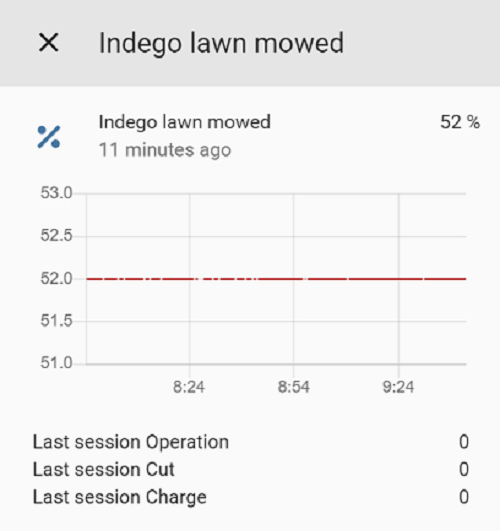 Indego lawn mowed
Indego lawn mowed 52 %
11 minutes ago
53.0
52.5
52.0
51.5
51.0
8:24 8:54 9:24
Last session Operation 0
Last session Cut 0
Last session Charge 0